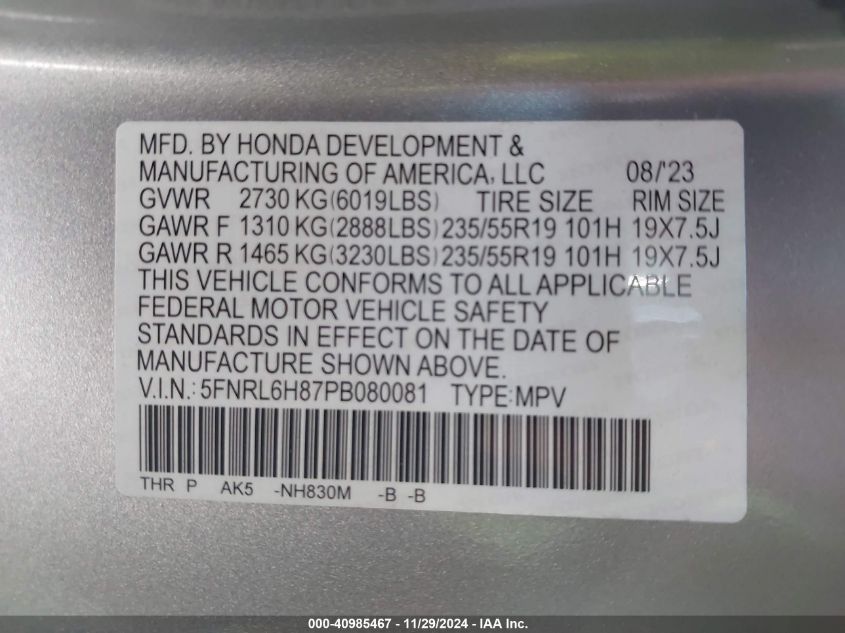 MFD. BY HONDA DEVELOPMENT &
MANUFACTURING OF AMERICA, LLC 08/'23
GVWR 2730 KG(6019LBS) TIRE SIZE RIM SIZE
GAWR F 1310 KG(2888LBS) 235/55R19 101H 19X7.5J
GAWR R 1465 KG(3230LBS) 235/55R19 101H 19X7.5J
THIS VEHICLE CONFORMS TO ALL APPLICABLE
FEDERAL MOTOR VEHICLE SAFETY
STANDARDS IN EFFECT ON THE DATE OF
MANUFACTURE SHOWN ABOVE.
V.I.N.: 5FNRL6H87PB080081 TYPE: MPV
THR P AK5 -NH830M -B -B
000-40985467 - 11/29/2024 - IAA Inc.